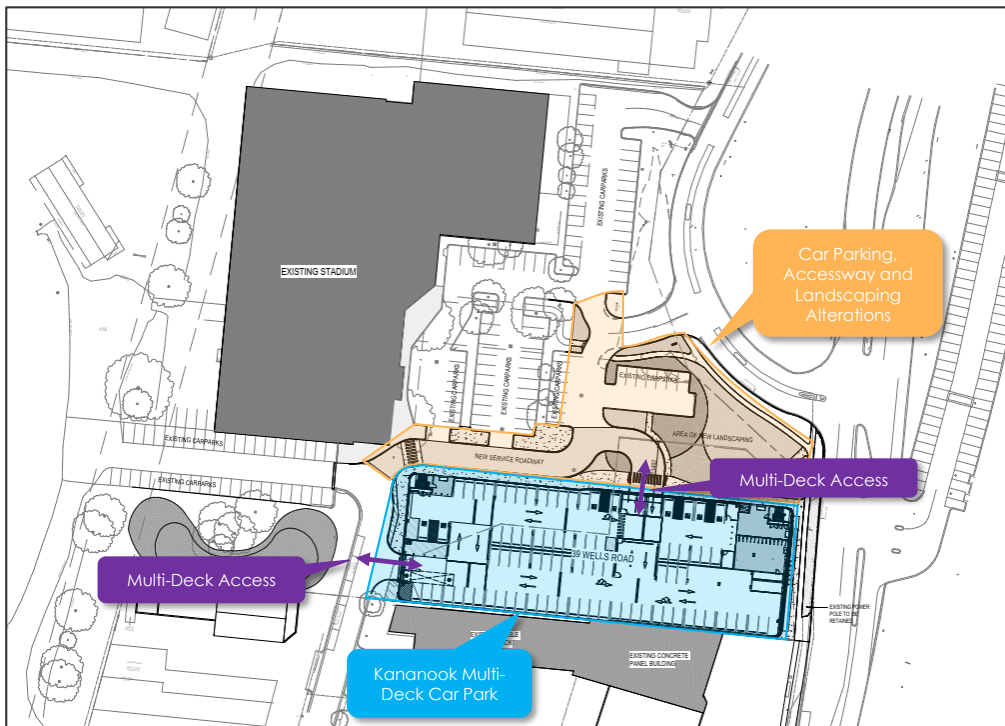 EXISTING CARPARKS
EXISTING STADIUM
Car Parking,
Accessway and
Landscaping
Alterations
EXISTING CARPARKS
EXISTING CARPARKS
EXISTING CARPARKS
EXISTING CARPARKS
EXISTING CARPARKS
AREA OF NEW LANDSCAPING
NEW SERVICE ROADWAY
EXISTING CARPARKS
Multi-Deck Access
39 WELLS ROAD
Multi-Deck Access
EXISTING POWER
POLE TO BE
RETAINED
EXISTING CONCRETE
PANEL BUILDING
Kananook Multi-
Deck Car Park